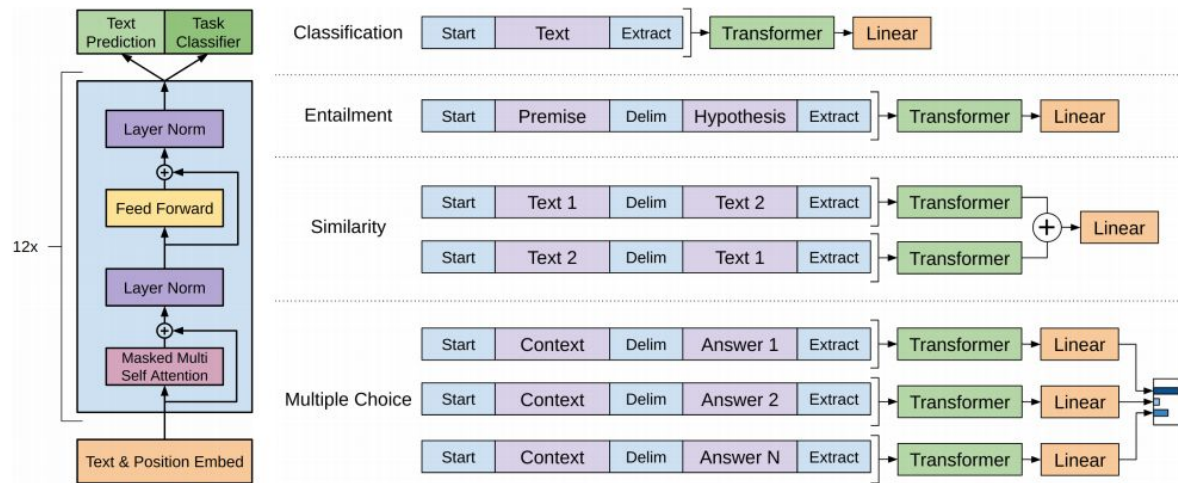 Text
Prediction
Task
Classifier
Layer Norm
Feed Forward
12x
Layer Norm
Masked Multi
Self Attention
Text & Position Embed
Classification
Start
Text
Extract
Transformer
Linear
Entailment
Start
Premise
Delim
Hypothesis
Extract
Transformer
Linear
Similarity
Start
Text 1
Delim
Text 2
Extract
Transformer
Start
Text 2
Delim
Text 1
Extract
Transformer
Linear
Multiple Choice
Start
Context
Delim
Answer 1
Extract
Transformer
Linear
Start
Context
Delim
Answer 2
Extract
Transformer
Linear
Start
Context
Delim
Answer N
Extract
Transformer
Linear